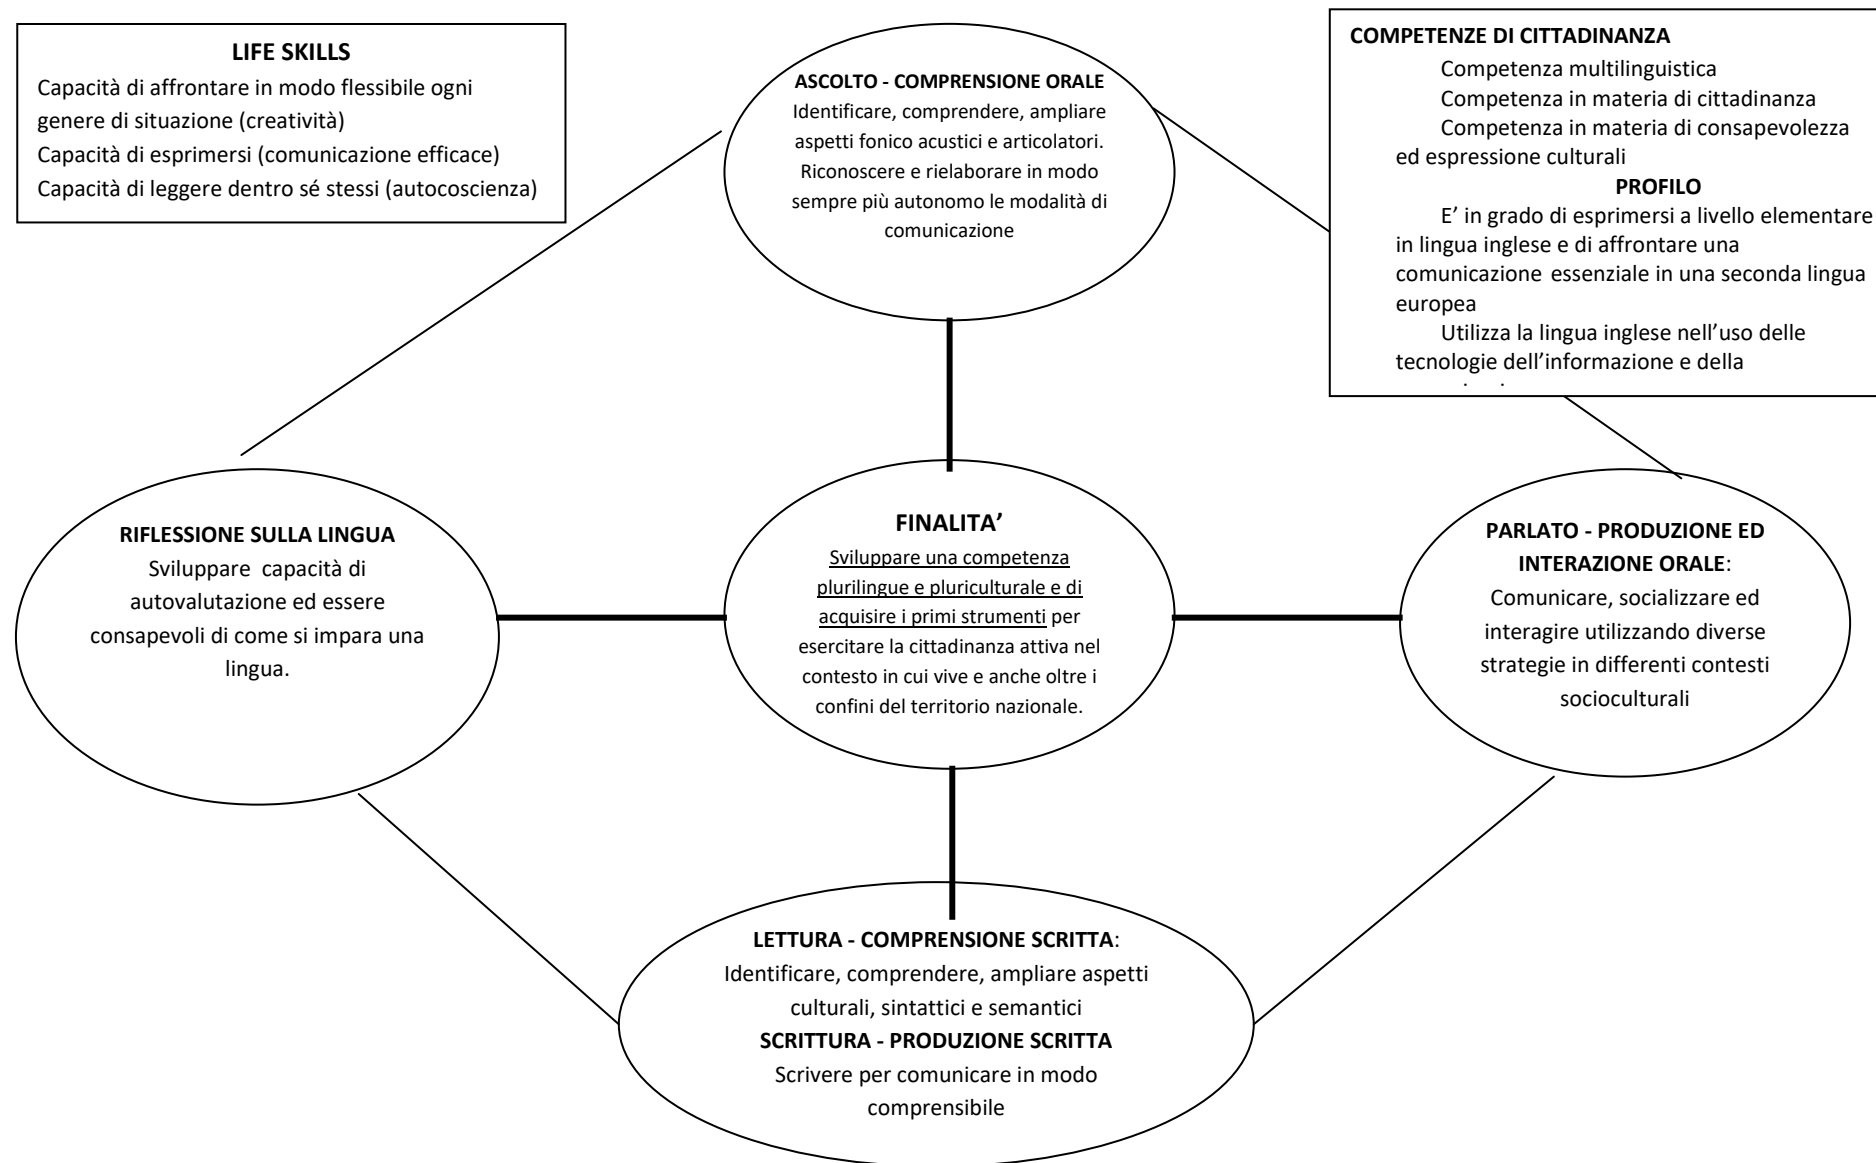 LIFE SKILLS
Capacità di affrontare in modo flessibile ogni
genere di situazione (creatività)
Capacità di esprimersi (comunicazione efficace)
Capacità di leggere dentro sé stessi (autocoscienza)
ASCOLTO - COMPRENSIONE ORALE
Identificare, comprendere, ampliare
aspetti fonico acustici e articolatori.
Riconoscere e rielaborare in modo
sempre più autonomo le modalità di
comunicazione
COMPETENZE DI CITTADINANZA
Competenza multilinguistica
Competenza in materia di cittadinanza
Competenza in materia di consapevolezza
ed espressione culturali
PROFILO
E’ in grado di esprimersi a livello elementare
in lingua inglese e di affrontare una
comunicazione essenziale in una seconda lingua
europea
Utilizza la lingua inglese nell’uso delle
tecnologie dell’informazione e della
RIFLESSIONE SULLA LINGUA
Sviluppare capacità di
autovalutazione ed essere
consapevoli di come si impara una
lingua.
FINALITA’
Sviluppare una competenza
plurilingue e pluriculturale e di
acquisire i primi strumenti per
esercitare la cittadinanza attiva nel
contesto in cui vive e anche oltre i
confini del territorio nazionale.
PARLATO - PRODUZIONE ED
INTERAZIONE ORALE:
Comunicare, socializzare ed
interagire utilizzando diverse
strategie in differenti contesti
socioculturali
LETTURA - COMPRENSIONE SCRITTA:
Identificare, comprendere, ampliare aspetti
culturali, sintattici e semantici
SCRITTURA - PRODUZIONE SCRITTA
Scrivere per comunicare in modo
comprensibile